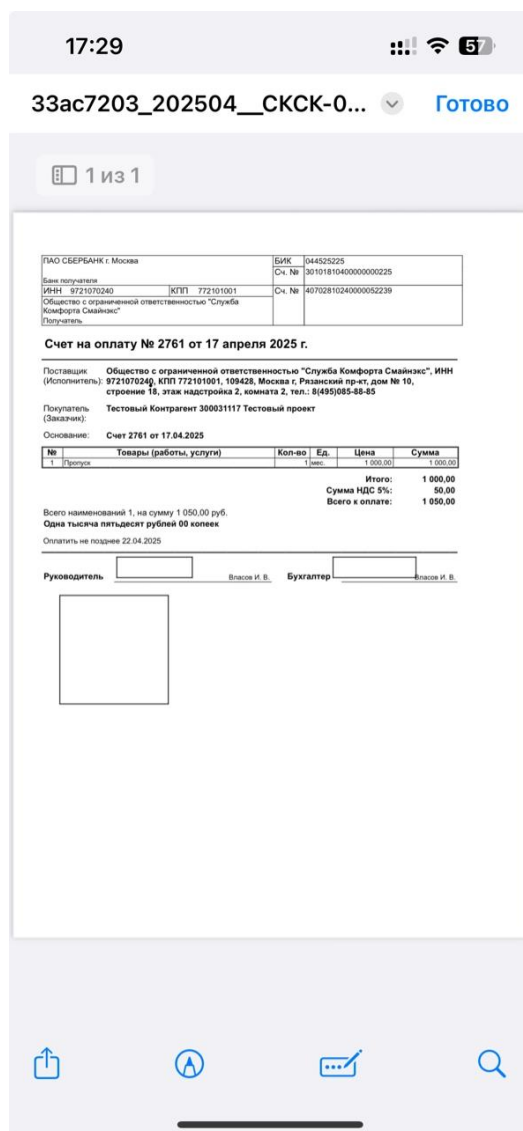 17:29
57
33ac7203_202504__СКСК-0... Готово
1 из 1
ПАО СБЕРБАНК г. Москва
БИК 044525225
Сч. № 30101810400000000225
Банк получателя
ИНН 9721070240 КПП 772101001 Сч. № 40702810240000052239
Общество с ограниченной ответственностью "Служба
Комфорта Смайнэкс"
Получатель
Счет на оплату № 2761 от 17 апреля 2025 г.
Поставщик Общество с ограниченной ответственностью "Служба Комфорта Смайнэкс", ИНН
(Исполнитель): 9721070240, КПП 772101001, 109428, Москва г, Рязанский пр-кт, дом № 10,
строение 18, этаж надстройка 2, комната 2, тел.: 8(495)085-88-85
Покупатель Тестовый Контрагент 300031117 Тестовый проект
(Заказчик):
Основание: Счет 2761 от 17.04.2025
№ Товары (работы, услуги) Кол-во Ед. Цена Сумма
1 Пропуск 1 мес. 1 000,00 1 000,00
Итого: 1 000,00
Сумма НДС 5%: 50,00
Всего к оплате: 1 050,00
Всего наименований 1, на сумму 1 050,00 руб.
Одна тысяча пятьдесят рублей 00 копеек
Оплатить не позднее 22.04.2025
Руководитель Власов И. В. Бухгалтер Власов И. В.